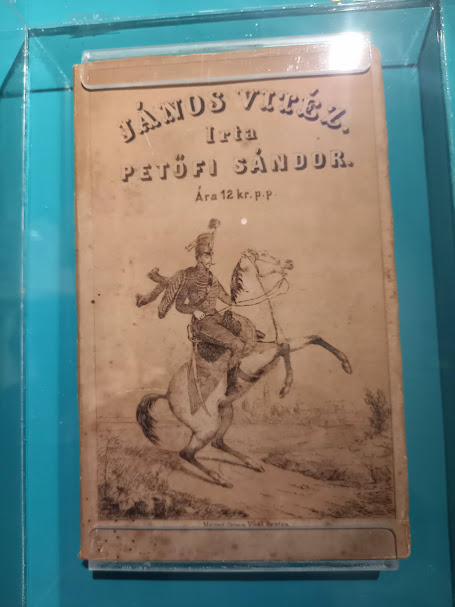 JÁNOS VITÉZ.
Irta
PETŐFI SÁNDOR.
Ára 12 kr. p. p.